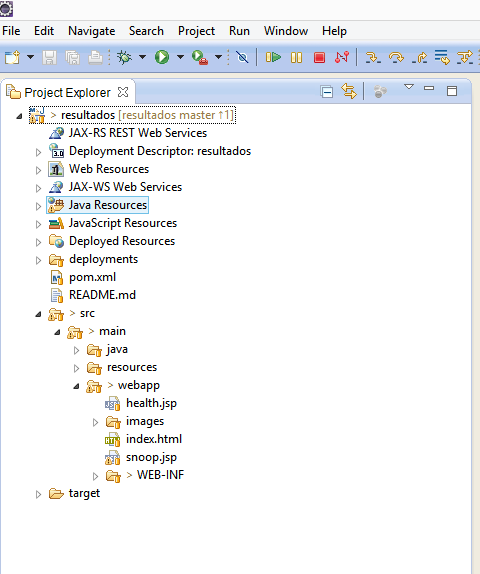 File Edit Navigate Search Project Run Window Help
Project Explorer
> resultados [resultados master ↑1]
JAX-RS REST Web Services
3.0 Deployment Descriptor: resultados
Web Resources
JAX-WS Web Services
Java Resources
JavaScript Resources
Deployed Resources
deployments
pom.xml
README.md
> src
> main
java
resources
> webapp
health.jsp
images
index.html
snoop.jsp
> WEB-INF
target